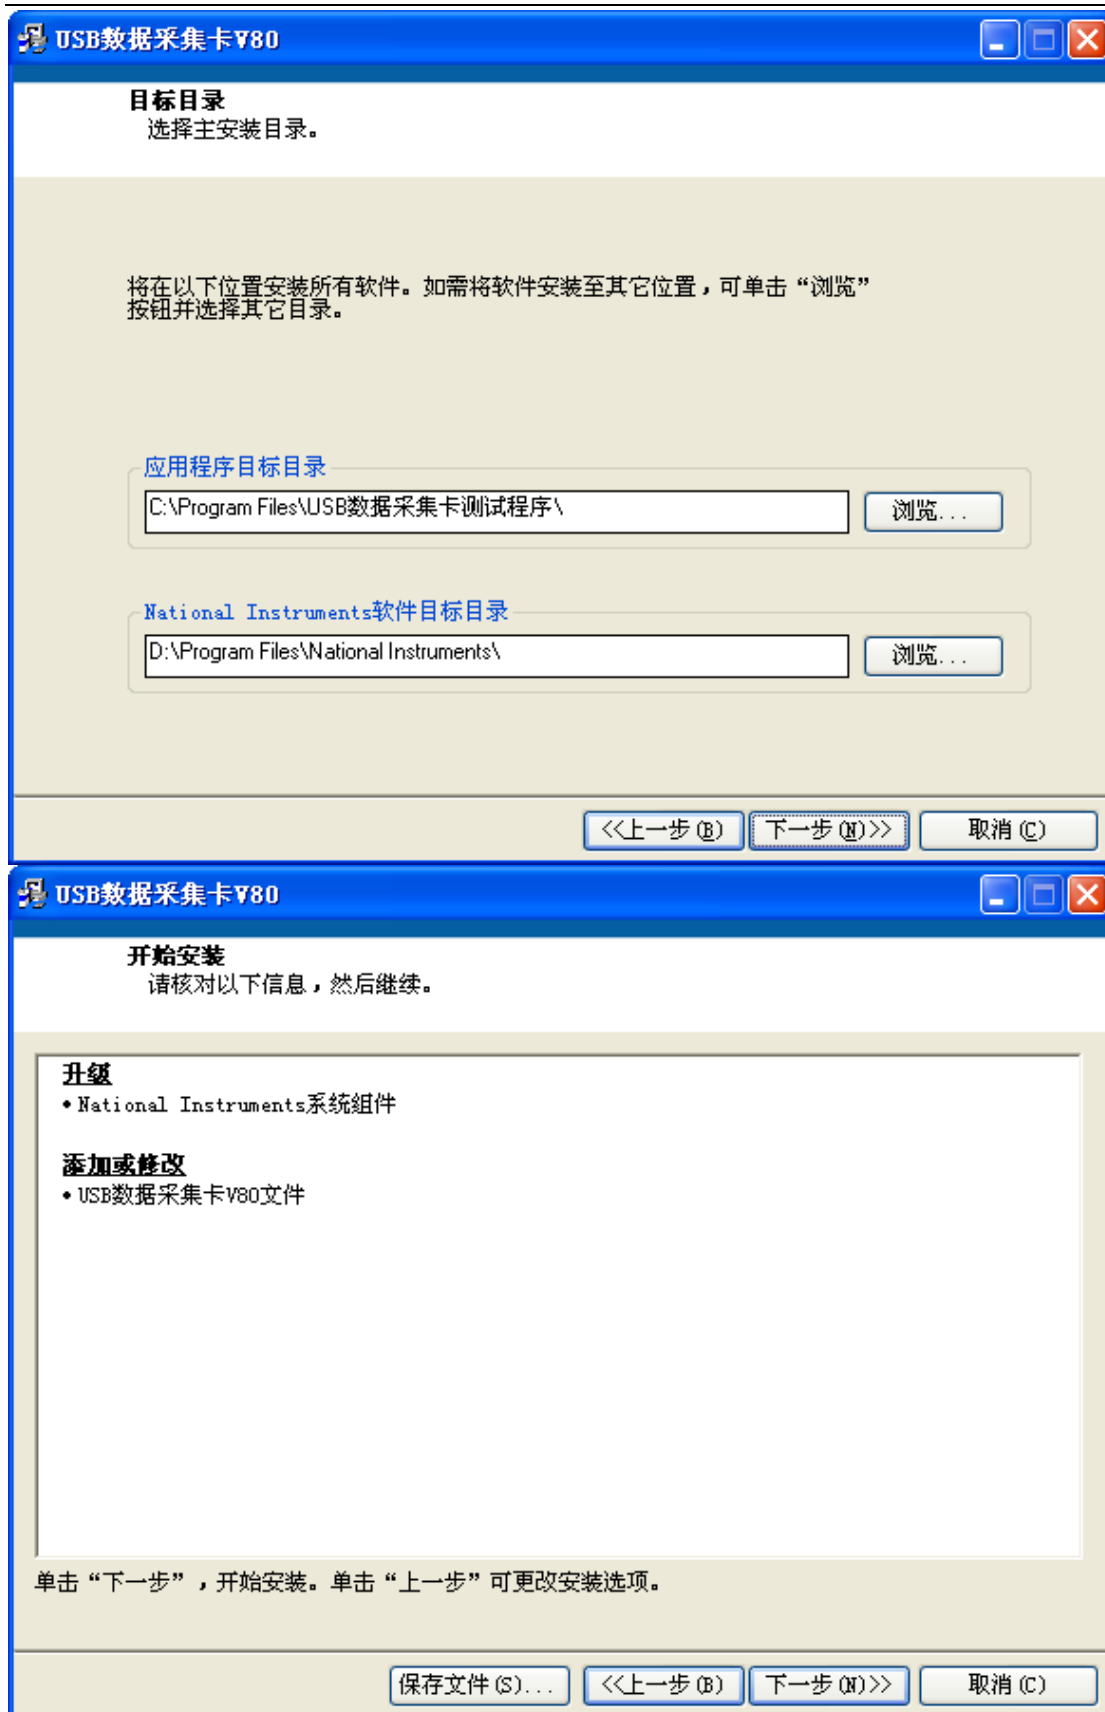 USB数据采集卡V80
目标目录
选择主安装目录。
将在以下位置安装所有软件。如需将软件安装至其它位置，可单击“浏览”
按钮并选择其它目录。
应用程序目标目录
C:\Program Files\USB数据采集卡测试程序\
浏览...
National Instruments软件目标目录
D:\Program Files\National Instruments\
浏览...
<<上一步(B) 下一步(N)>> 取消(C)
USB数据采集卡V80
开始安装
请核对以下信息，然后继续。
升级
•National Instruments系统组件
添加或修改
•USB数据采集卡V80文件
单击“下一步”，开始安装。单击“上一步”可更改安装选项。
保存文件(S)... <<上一步(B) 下一步(N)>> 取消(C)